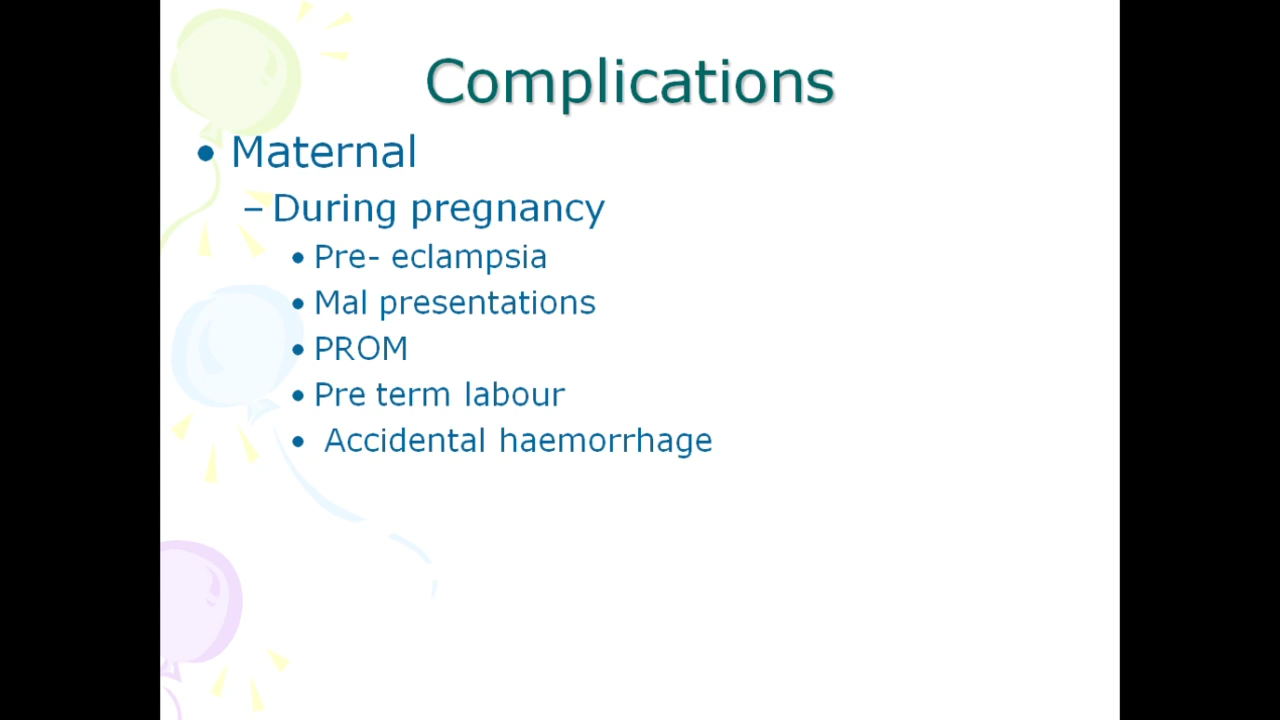 Complications
• Maternal
– During pregnancy
• Pre- eclampsia
• Mal presentations
• PROM
• Pre term labour
• Accidental haemorrhage